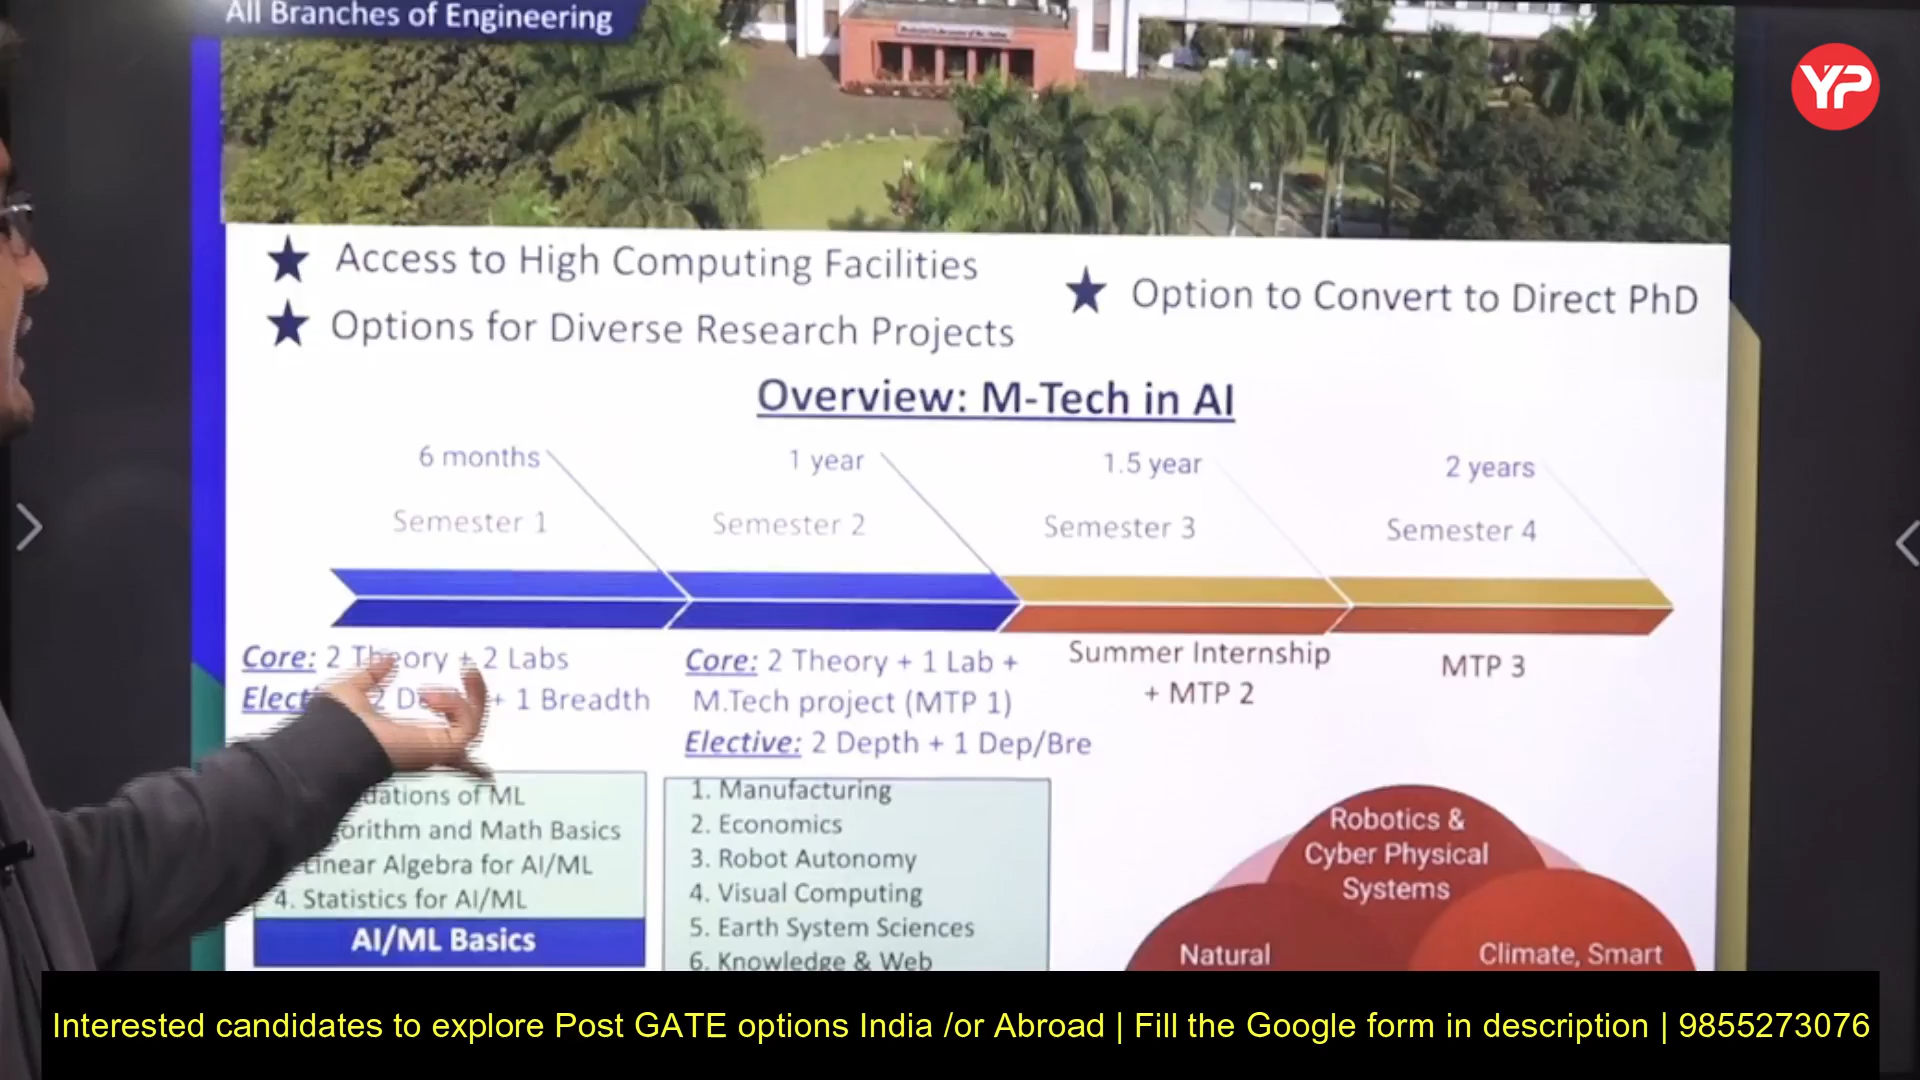 All Branches of Engineering
YP
Access to High Computing Facilities
Option to Convert to Direct PhD
Options for Diverse Research Projects
Overview: M-Tech in AI
6 months
1 year
1.5 year
2 years
Semester 1
Semester 2
Semester 3
Semester 4
Core: 2 Theory + 2 Labs
+ 1 Breadth
Core: 2 Theory + 1 Lab +
M.Tech project (MTP 1)
Elective: 2 Depth + 1 Dep/Bre
Summer Internship
+ MTP 2
MTP 3
of ML
and Math Basics
Linear Algebra for AI/ML
4. Statistics for AI/ML
AI/ML Basics
1. Manufacturing
2. Economics
3. Robot Autonomy
4. Visual Computing
5. Earth System Sciences
6. Knowledge & Web
Robotics &
Cyber Physical
Systems
Natural
Climate, Smart
Interested candidates to explore Post GATE options India /or Abroad | Fill the Google form in description | 9855273076